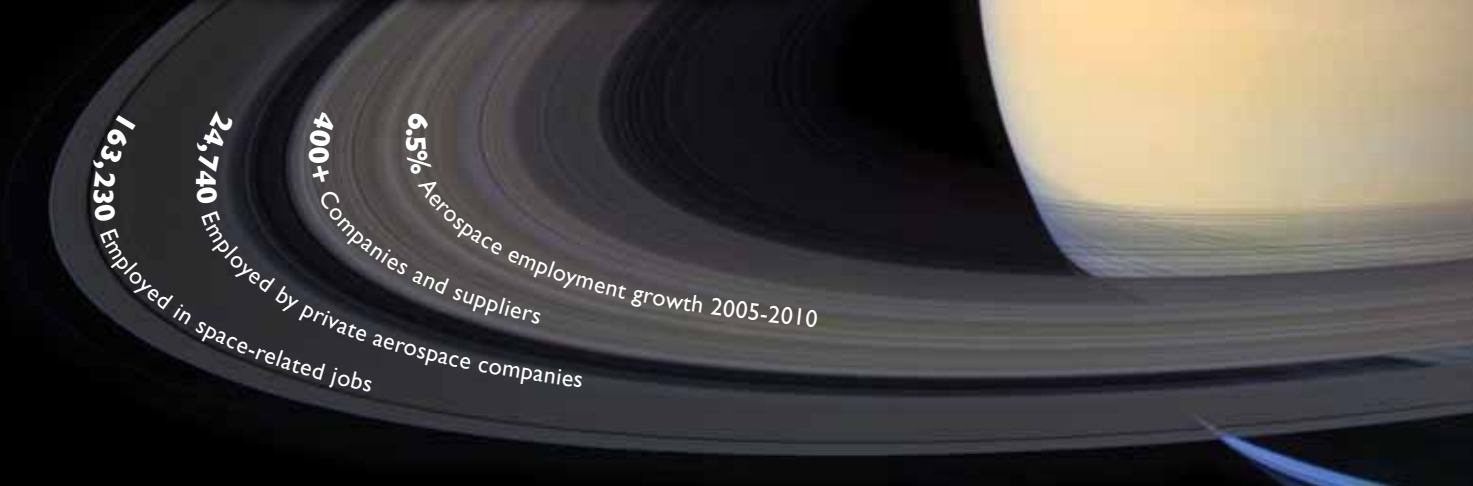 163,230 Employed in space-related jobs
24,740 Employed by private aerospace companies
400+ Companies and suppliers
6.5% Aerospace employment growth 2005-2010